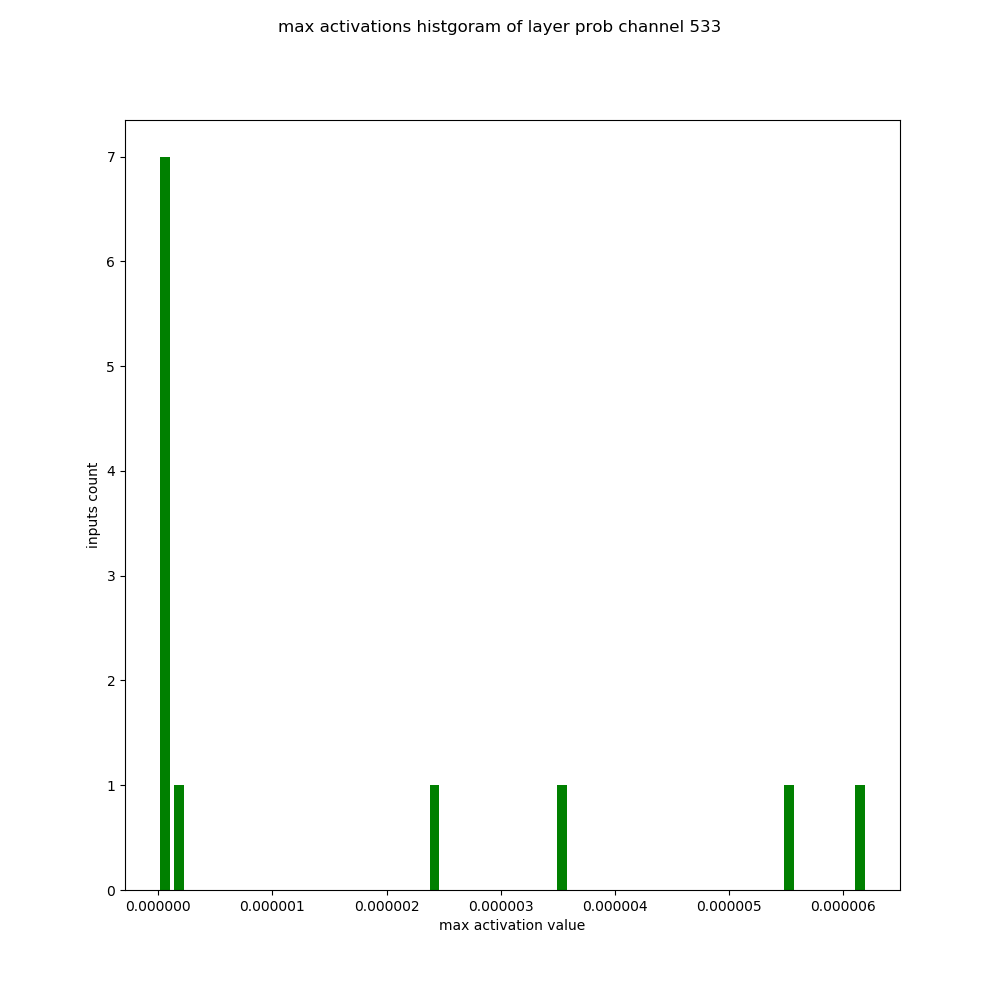 max activations histgoram of layer prob channel 533
7
6
5
4
3
2
1
0
inputs count
0.000000 0.000001 0.000002 0.000003 0.000004 0.000005 0.000006
max activation value